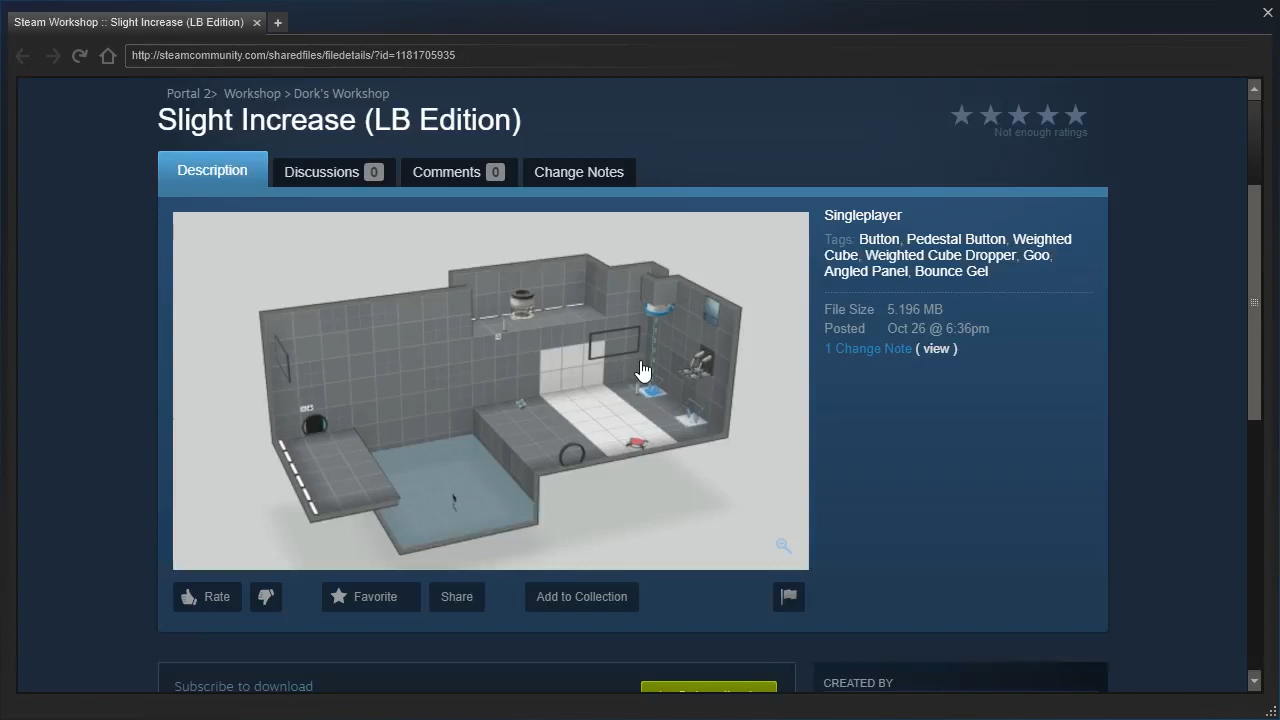 Steam Workshop :: Slight Increase (LB Edition)
http://steamcommunity.com/sharedfiles/filedetails/?id=1181705935
Portal 2> Workshop > Dork's Workshop
Slight Increase (LB Edition)
Not enough ratings
Description
Discussions 0
Comments 0
Change Notes
Singleplayer
Tags: Button, Pedestal Button, Weighted
Cube, Weighted Cube Dropper, Goo,
Angled Panel, Bounce Gel
File Size 5.196 MB
Posted Oct 26 @ 6:36pm
1 Change Note ( view )
Rate
Favorite
Share
Add to Collection
Subscribe to download
CREATED BY